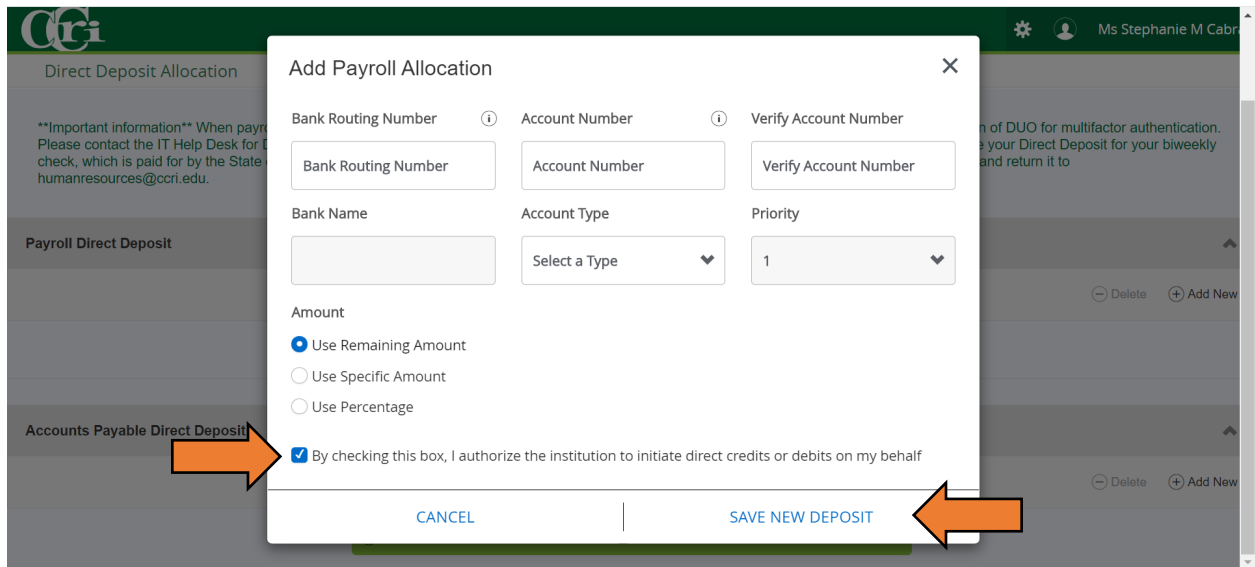 CCri
Ms Stephanie M Cabr
Direct Deposit Allocation
**Important information** When payro
Please contact the IT Help Desk for D
check, which is paid for by the State
humanresources@ccri.edu.
n of DUO for multifactor authentication.
your Direct Deposit for your biweekly
and return it to
Add Payroll Allocation
Bank Routing Number Account Number Verify Account Number
Bank Routing Number Account Number Verify Account Number
Bank Name Account Type Priority
Select a Type 1
Amount
Use Remaining Amount
Use Specific Amount
Use Percentage
By checking this box, I authorize the institution to initiate direct credits or debits on my behalf
CANCEL SAVE NEW DEPOSIT
Payroll Direct Deposit
Delete Add New
Accounts Payable Direct Deposit
Delete Add New